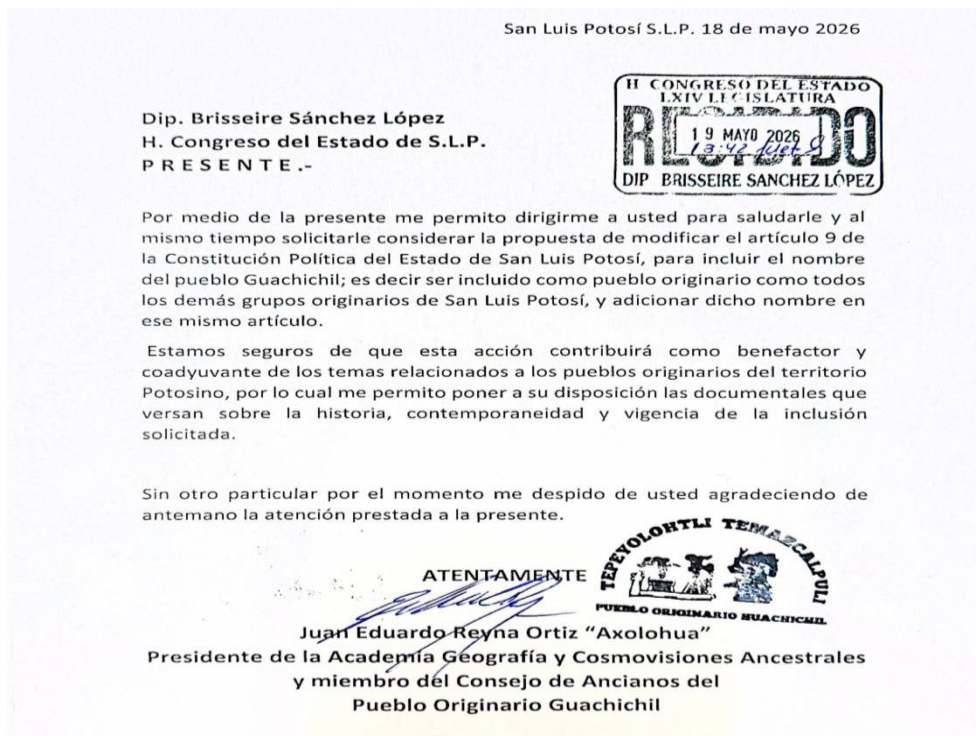 San Luis Potosí S.L.P. 18 de mayo 2026
H CONGRESO DEL ESTADO
LXIV LEGISLATURA
RECIBIDO
19 MAYO 2026
13:42
DIP BRISSEIRE SANCHEZ LÓPEZ
Dip. Brisseire Sánchez López
H. Congreso del Estado de S.L.P.
P R E S E N T E .-
Por medio de la presente me permito dirigirme a usted para saludarle y al
mismo tiempo solicitarle considerar la propuesta de modificar el artículo 9 de
la Constitución Política del Estado de San Luis Potosí, para incluir el nombre
del pueblo Guachichil; es decir ser incluido como pueblo originario como todos
los demás grupos originarios de San Luis Potosí, y adicionar dicho nombre en
ese mismo artículo.
Estamos seguros de que esta acción contribuirá como benefactor y
coadyuvante de los temas relacionados a los pueblos originarios del territorio
Potosino, por lo cual me permito poner a su disposición las documentales que
versan sobre la historia, contemporaneidad y vigencia de la inclusión
solicitada.
Sin otro particular por el momento me despido de usted agradeciendo de
antemano la atención prestada a la presente.
TEPEYOLOHTLI TEMAZCALPULI
PUEBLO ORIGINARIO HUACHICHIL
ATENTAMENTE
Juan Eduardo Reyna Ortiz “Axolohua”
Presidente de la Academia Geografía y Cosmovisiones Ancestrales
y miembro del Consejo de Ancianos del
Pueblo Originario Guachichil